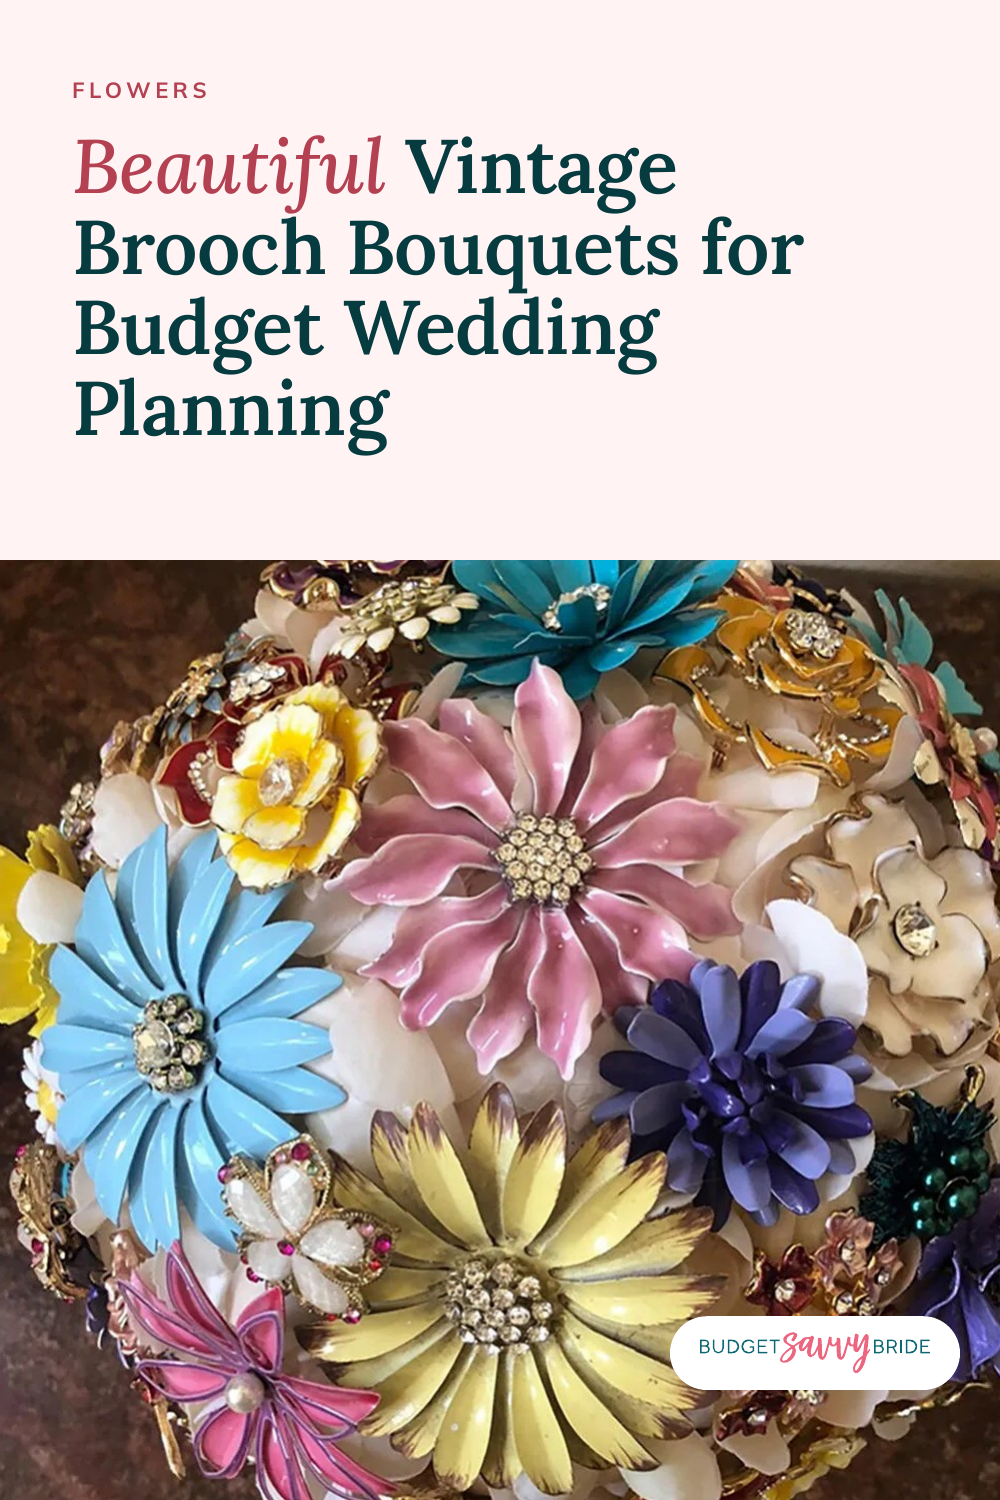 FLOWERS
Beautiful Vintage
Brooch Bouquets for
Budget Wedding
Planning
BUDGET savvy BRIDE